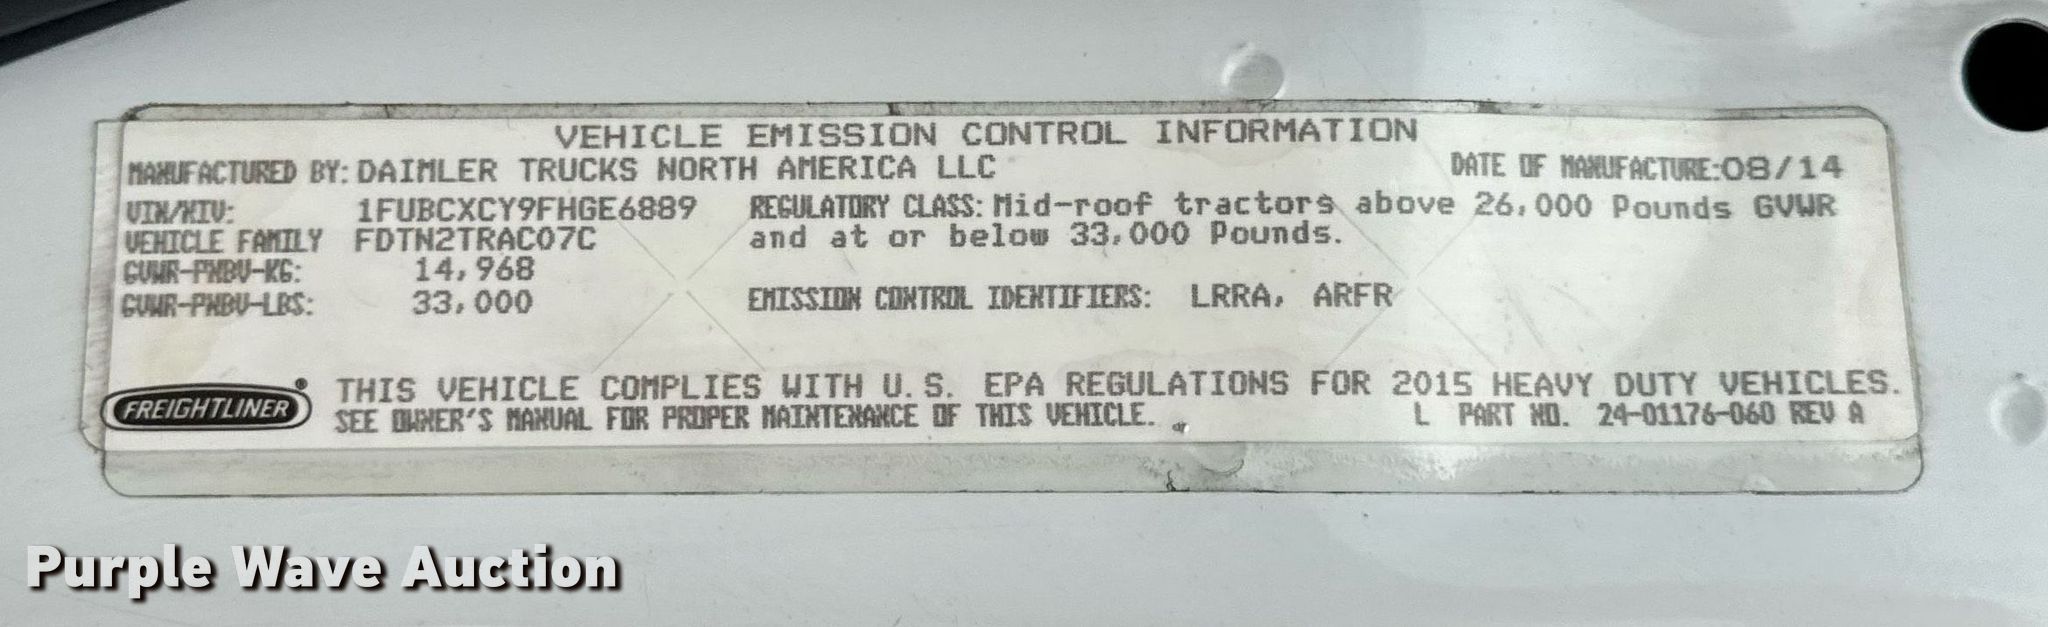 VEHICLE EMISSION CONTROL INFORMATION
MANUFACTURED BY: DAIMLER TRUCKS NORTH AMERICA LLC DATE OF MANUFACTURE: 08/14
VIN/NIV: 1FUBCXCY9FHGE6889 REGULATORY CLASS: Mid-roof tractors above 26,000 Pounds GVWR
VEHICLE FAMILY FDTN2TRAC07C and at or below 33,000 Pounds.
GVWR-PNBV-KG: 14,968
GVWR-PNBV-LBS: 33,000 EMISSION CONTROL IDENTIFIERS: LRRA, ARFR
FREIGHTLINER® THIS VEHICLE COMPLIES WITH U.S. EPA REGULATIONS FOR 2015 HEAVY DUTY VEHICLES.
SEE OWNER'S MANUAL FOR PROPER MAINTENANCE OF THIS VEHICLE. L PART NO. 24-01176-060 REV A
Purple Wave Auction